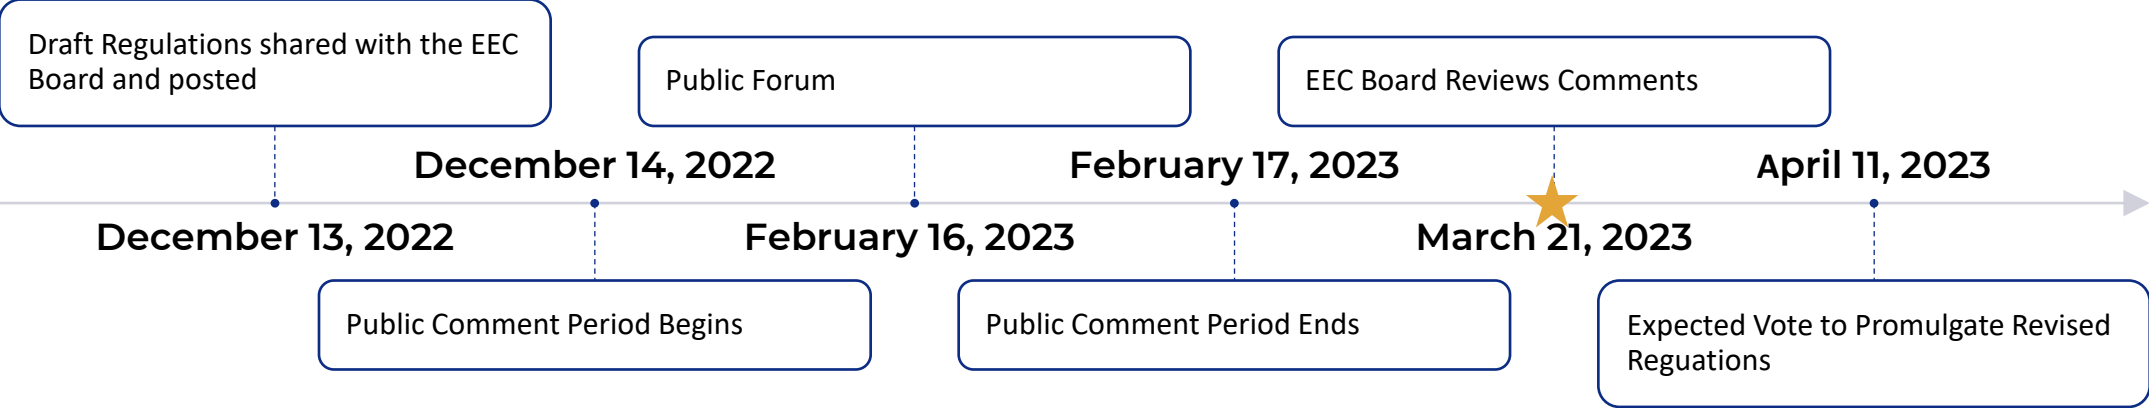 Draft Regulations shared with the EEC
Board and posted
Public Forum
EEC Board Reviews Comments
December 14, 2022
February 17, 2023
April 11, 2023
December 13, 2022
February 16, 2023
March 21, 2023
Public Comment Period Begins
Public Comment Period Ends
Expected Vote to Promulgate Revised
Reguations